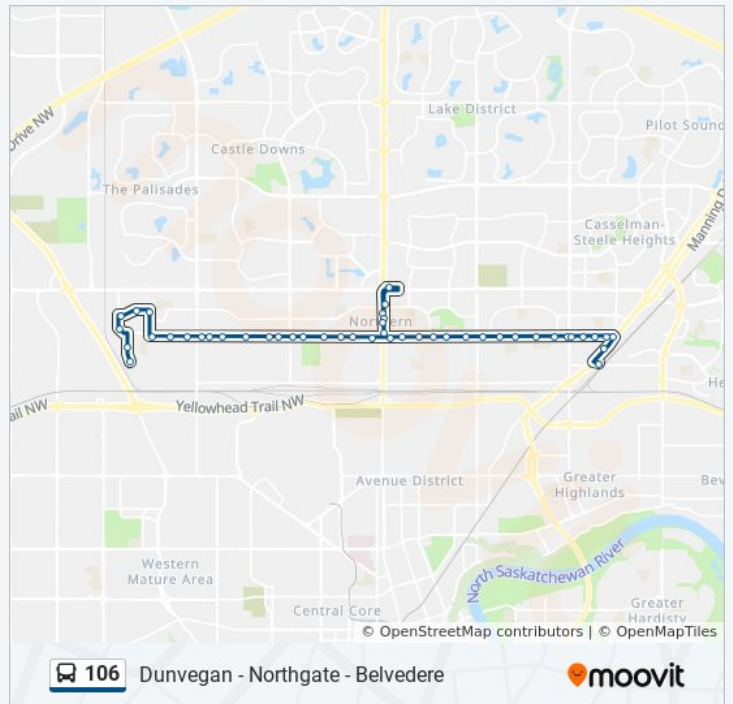 Lake District
Pilot Sound
Drive NW
Castle Downs
The Palisades
Casselman-
Steele Heights
Manning D
Northern
He
Yellowhead Trail NW
ail NW
Avenue District
Greater
Highlands
Bev
North Saskatchewan River
Western
Mature Area
Greater
Hardisty
Central Core
© OpenStreetMap contributors | © OpenMapTiles
106 Dunvegan - Northgate - Belvedere
moovit